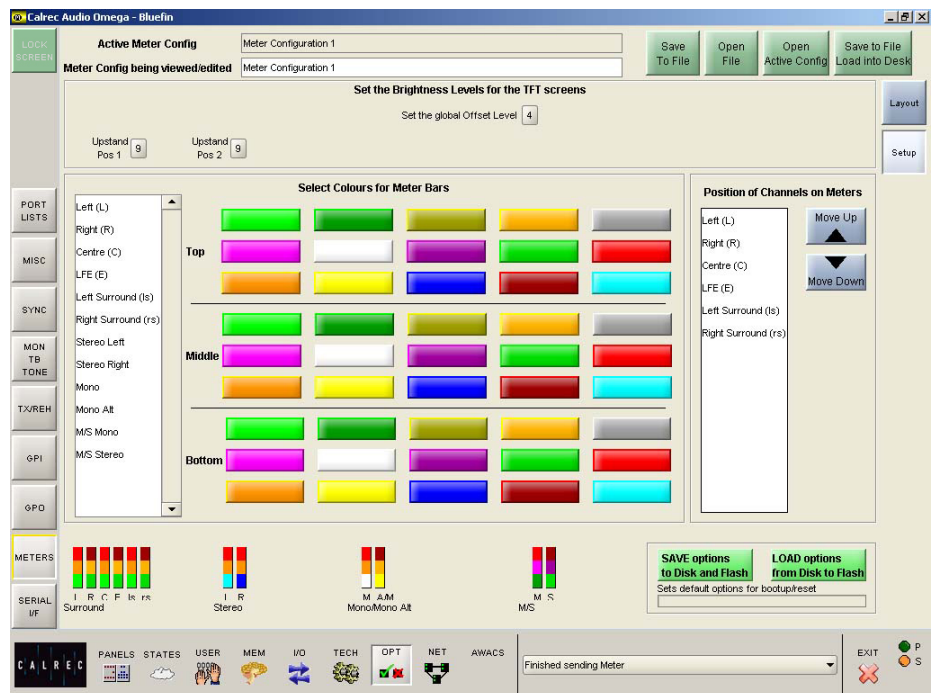 Calrec Audio Omega - Bluefin
LOCK
SCREEN
Active Meter Config
Meter Configuration 1
Meter Config being viewed/edited
Meter Configuration 1
Save
To File
Open
File
Open
Active Config
Save to File
Load into Desk
Set the Brightness Levels for the TFT screens
Set the global Offset Level 4
Upstand
Pos 1
9
Upstand
Pos 2
9
Layout
Setup
PORT
LISTS
MISC
SYNC
MON
TB
TONE
TX/REH
GPI
GPO
METERS
SERIAL
I/F
Select Colours for Meter Bars
Left (L)
Right (R)
Centre (C)
LFE (E)
Left Surround (ls)
Right Surround (rs)
Stereo Left
Stereo Right
Mono
Mono Alt
M/S Mono
M/S Stereo
Top
Middle
Bottom
Position of Channels on Meters
Left (L)
Right (R)
Centre (C)
LFE (E)
Left Surround (ls)
Right Surround (rs)
Move Up
Move Down
L R C E ls rs
Surround
L R
Stereo
M A/M
Mono/Mono Alt
M S
M/S
SAVE options
to Disk and Flash
LOAD options
from Disk to Flash
Sets default options for bootup/reset
CALREC
PANELS
STATES
USER
MEM
I/O
TECH
OPT
NET
AWACS
Finished sending Meter
EXIT
P
S